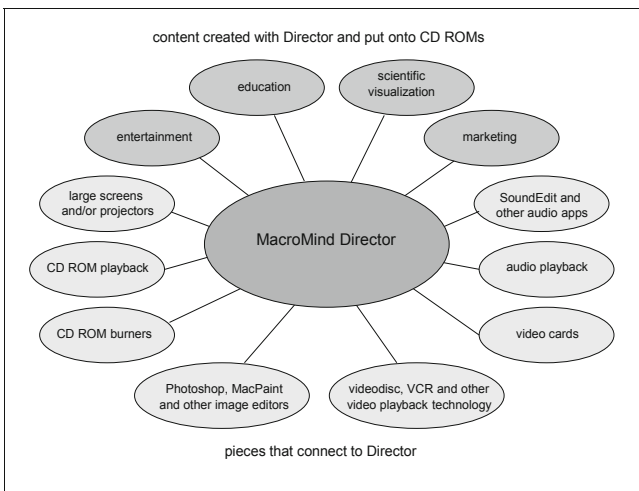 content created with Director and put onto CD ROMs
education
scientific
visualization
entertainment
marketing
large screens
and/or projectors
SoundEdit and
other audio apps
MacroMind Director
CD ROM playback
audio playback
CD ROM burners
video cards
Photoshop, MacPaint
and other image editors
videodisc, VCR and other
video playback technology
pieces that connect to Director